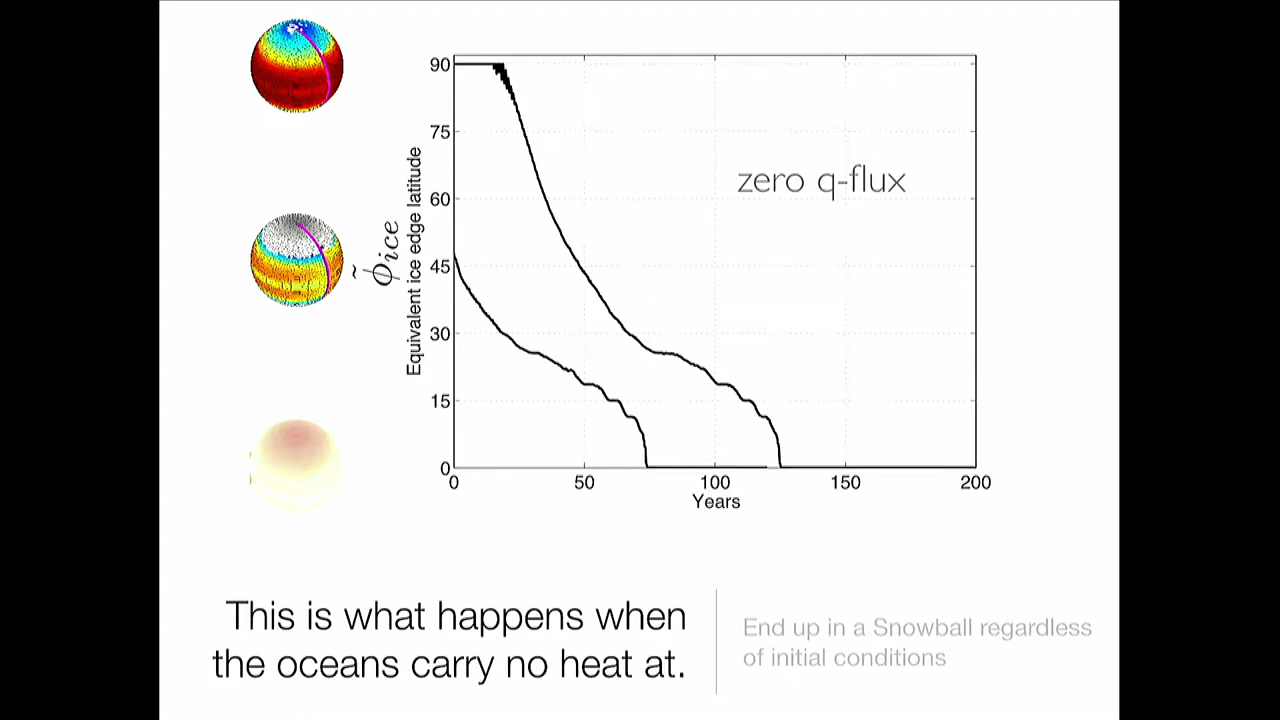 90
75
60
45
30
15
0
Equivalent ice edge latitude
ϕ̃ice
zero q-flux
0 50 100 150 200
Years
This is what happens when
the oceans carry no heat at.
End up in a Snowball regardless
of initial conditions